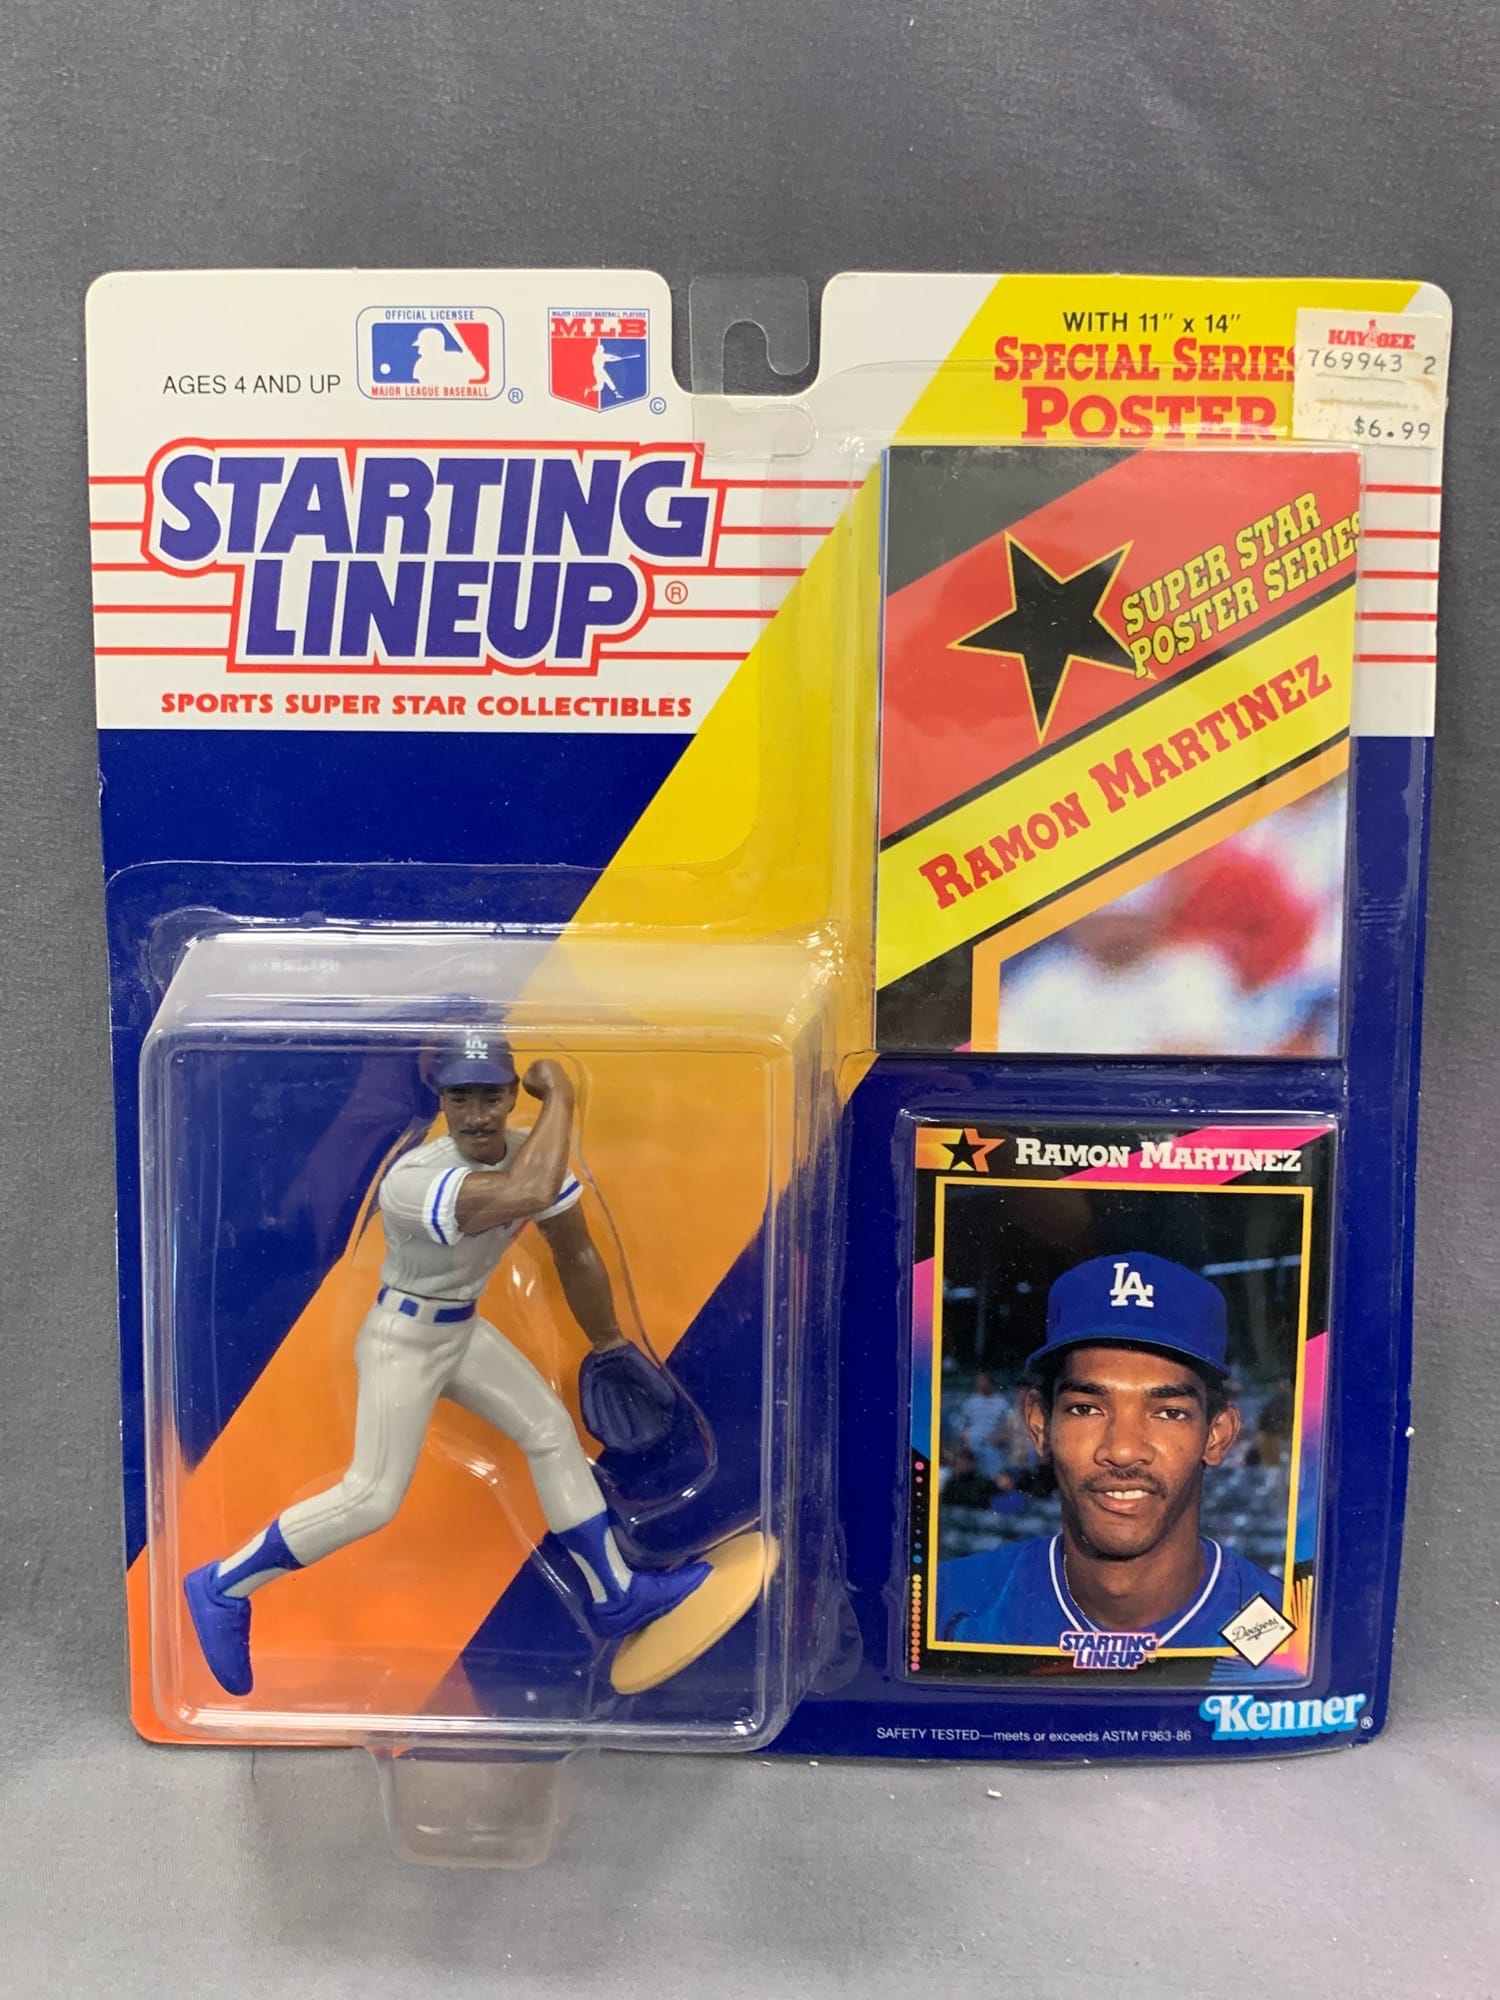 AGES 4 AND UP
OFFICIAL LICENSEE
MAJOR LEAGUE BASEBALL
®
MAJOR LEAGUE BASEBALL PLAYERS
MLB
©
STARTING
LINEUP®
SPORTS SUPER STAR COLLECTIBLES
WITH 11" x 14"
SPECIAL SERIES
POSTER
KAY BEE
769943 2
$6.99
SUPER STAR
POSTER SERIES
RAMON MARTINEZ
LA
RAMON MARTINEZ
LA
Dodgers
STARTING
LINEUP
SAFETY TESTED—meets or exceeds ASTM F963-86
Kenner®